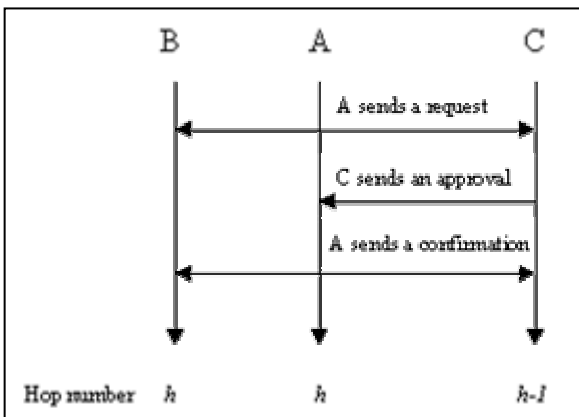 B A C
A sends a request
C sends an approval
A sends a confirmation
Hop number h h h-1